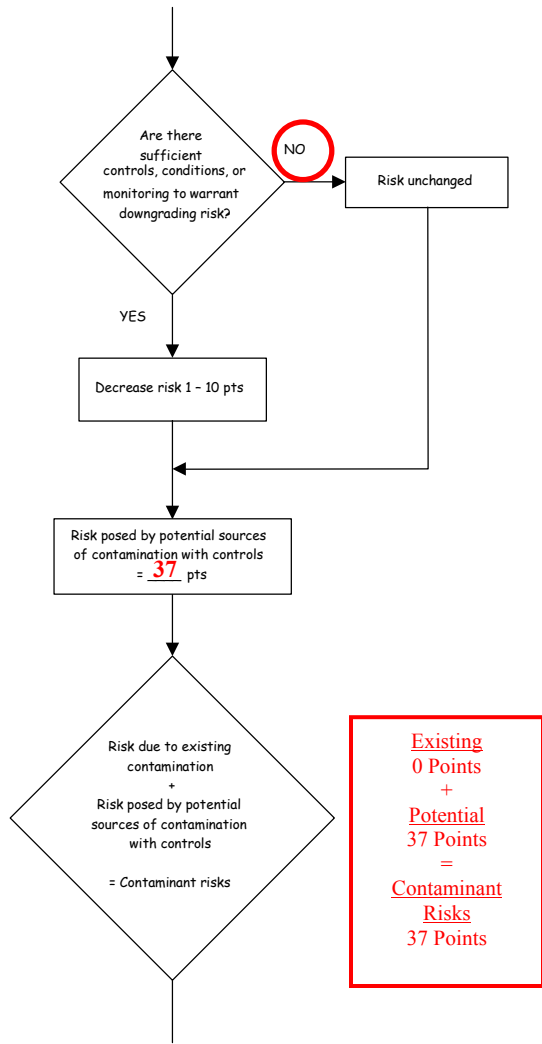 Are there
sufficient
controls, conditions, or
monitoring to warrant
downgrading risk?
NO
Risk unchanged
YES
Decrease risk 1 – 10 pts
Risk posed by potential sources
of contamination with controls
= 37 pts
Risk due to existing
contamination
+
Risk posed by potential
sources of contamination
with controls
= Contaminant risks
Existing
0 Points
+
Potential
37 Points
=
Contaminant
Risks
37 Points